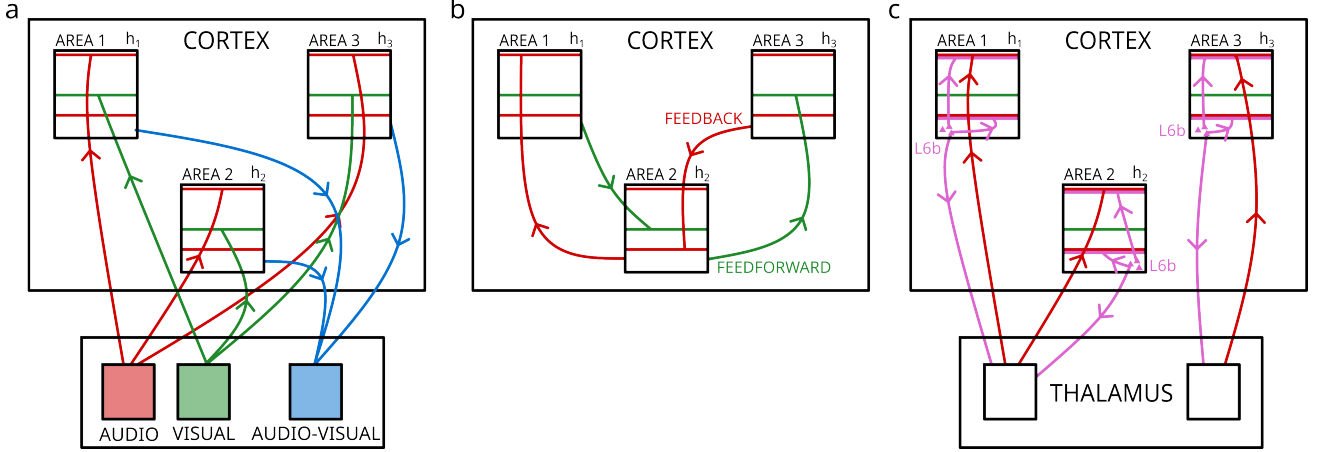 a
CORTEX
AREA 1 h₁
AREA 3 h₃
AREA 2 h₂
AUDIO VISUAL AUDIO-VISUAL
b
CORTEX
AREA 1 h₁
AREA 3 h₃
FEEDBACK
AREA 2 h₂
FEEDFORWARD
c
CORTEX
AREA 1 h₁
AREA 3 h₃
L6b
L6b
AREA 2 h₂
L6b
THALAMUS